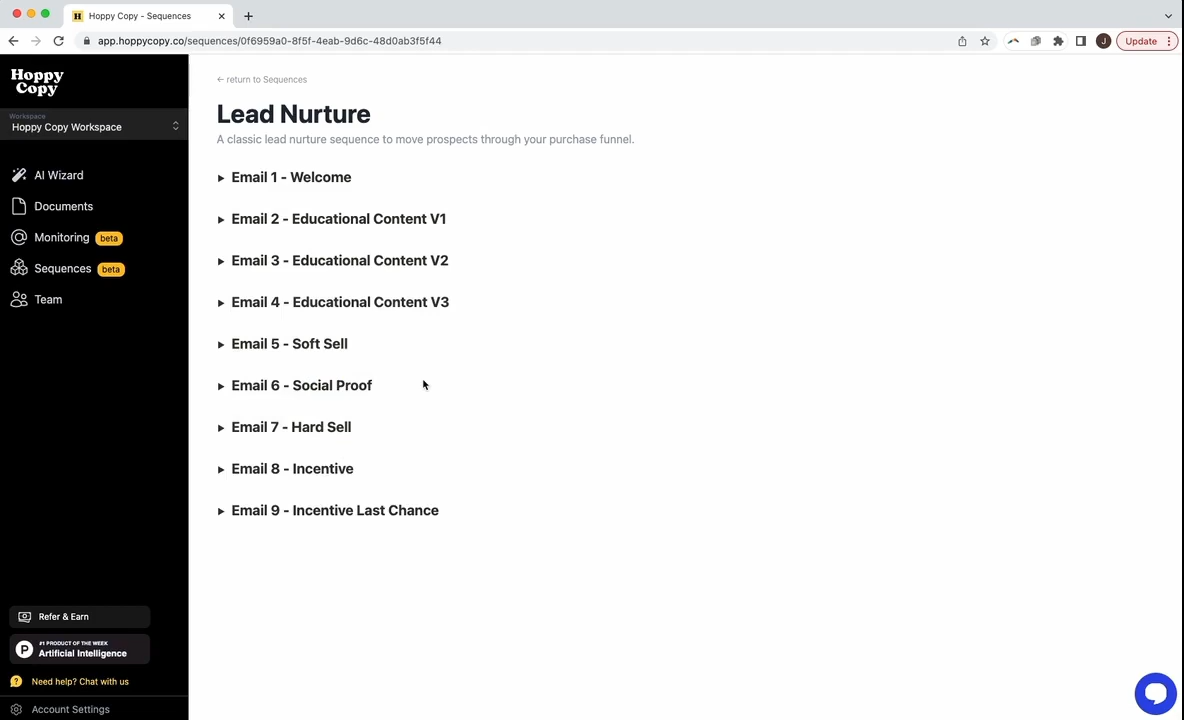 Hoppy Copy - Sequences
app.hoppycopy.co/sequences/0f6959a0-8f5f-4eab-9d6c-48d0ab3f5f44
J
Update
Hoppy
Copy
Workspace
Hoppy Copy Workspace
AI Wizard
Documents
Monitoring beta
Sequences beta
Team
Refer & Earn
P
#1 PRODUCT OF THE WEEK
Artificial Intelligence
Need help? Chat with us
Account Settings
← return to Sequences
Lead Nurture
A classic lead nurture sequence to move prospects through your purchase funnel.
Email 1 - Welcome
Email 2 - Educational Content V1
Email 3 - Educational Content V2
Email 4 - Educational Content V3
Email 5 - Soft Sell
Email 6 - Social Proof
Email 7 - Hard Sell
Email 8 - Incentive
Email 9 - Incentive Last Chance